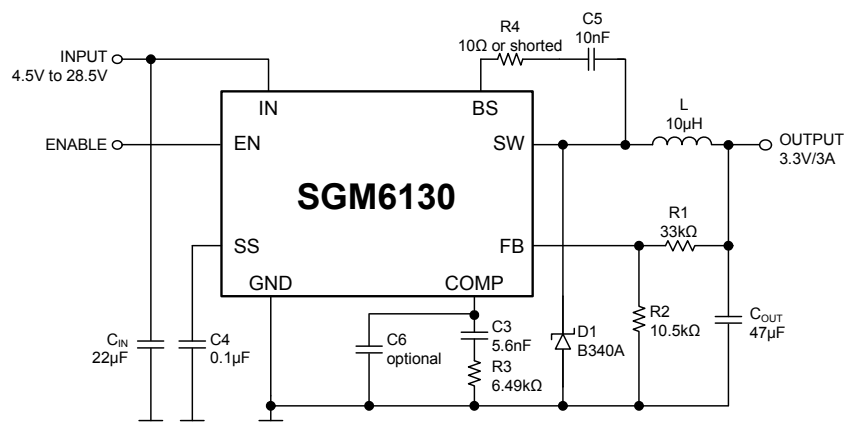 C5
10nF
R4
10Ω or shorted
INPUT
4.5V to 28.5V
IN
BS
L
10μH
ENABLE
EN
SW
OUTPUT
3.3V/3A
SGM6130
R1
33kΩ
SS
FB
GND
COMP
CIN
22μF
C4
0.1μF
C6
optional
C3
5.6nF
R3
6.49kΩ
D1
B340A
R2
10.5kΩ
COUT
47μF